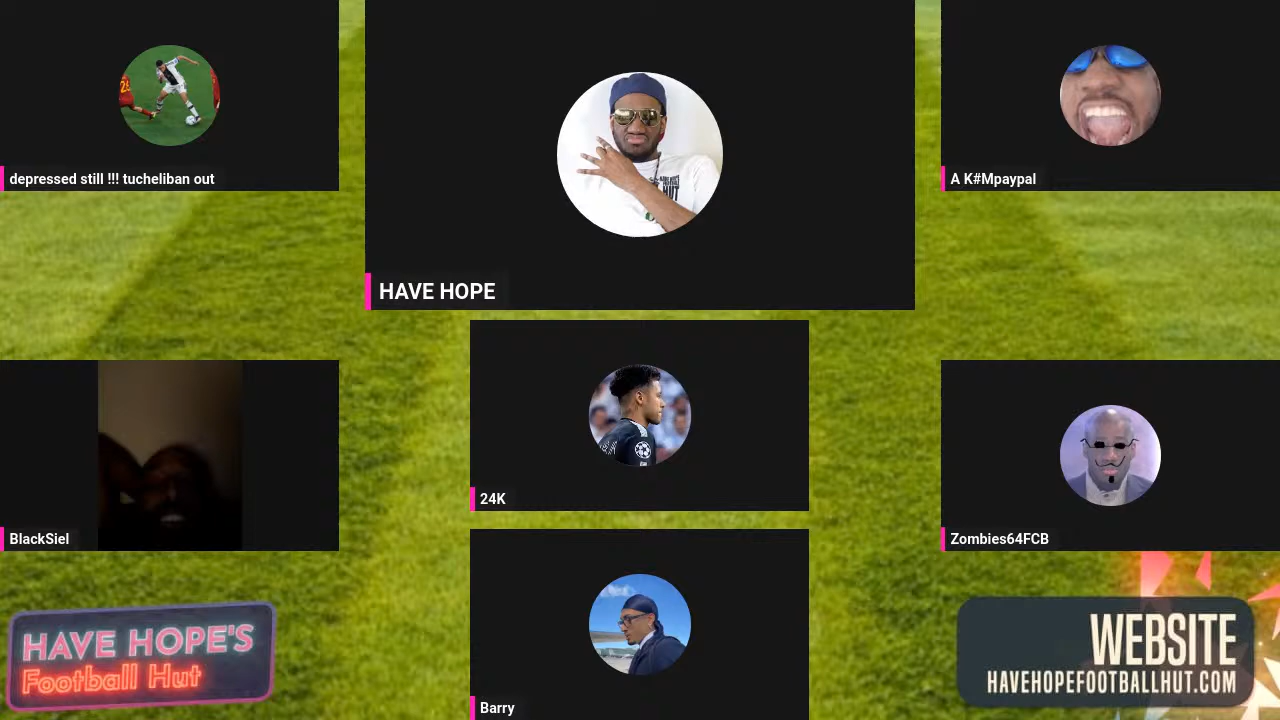 depressed still !!! tucheliban out
HAVE HOPE
A K#Mpaypal
BlackSiel
24K
Zombies64FCB
Barry
HAVE HOPE'S
Football Hut
WEBSITE
HAVEHOPEFOOTBALLHUT.COM